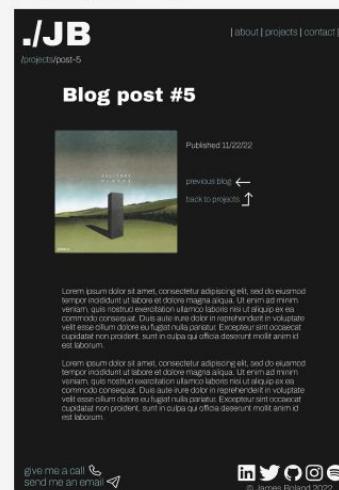 ./JB
| about | projects | contact |
/projects/post-5
Blog post #5
Published 11/22/22
previous blog
back to projects
Lorem ipsum dolor sit amet, consectetur adipiscing elit, sed do eiusmod
tempor incididunt ut labore et dolore magna aliqua. Ut enim ad minim
veniam, quis nostrud exercitation ullamco laboris nisi ut aliquip ex ea
commodo consequat. Duis aute irure dolor in reprehenderit in voluptate
velit esse cillum dolore eu fugiat nulla pariatur. Excepteur sint occaecat
cupidatat non proident, sunt in culpa qui officia deserunt mollit anim id
est laborum.
Lorem ipsum dolor sit amet, consectetur adipiscing elit, sed do eiusmod
tempor incididunt ut labore et dolore magna aliqua. Ut enim ad minim
veniam, quis nostrud exercitation ullamco laboris nisi ut aliquip ex ea
commodo consequat. Duis aute irure dolor in reprehenderit in voluptate
velit esse cillum dolore eu fugiat nulla pariatur. Excepteur sint occaecat
cupidatat non proident, sunt in culpa qui officia deserunt mollit anim id
est laborum.
give me a call
send me an email
in
© James Boland 2022